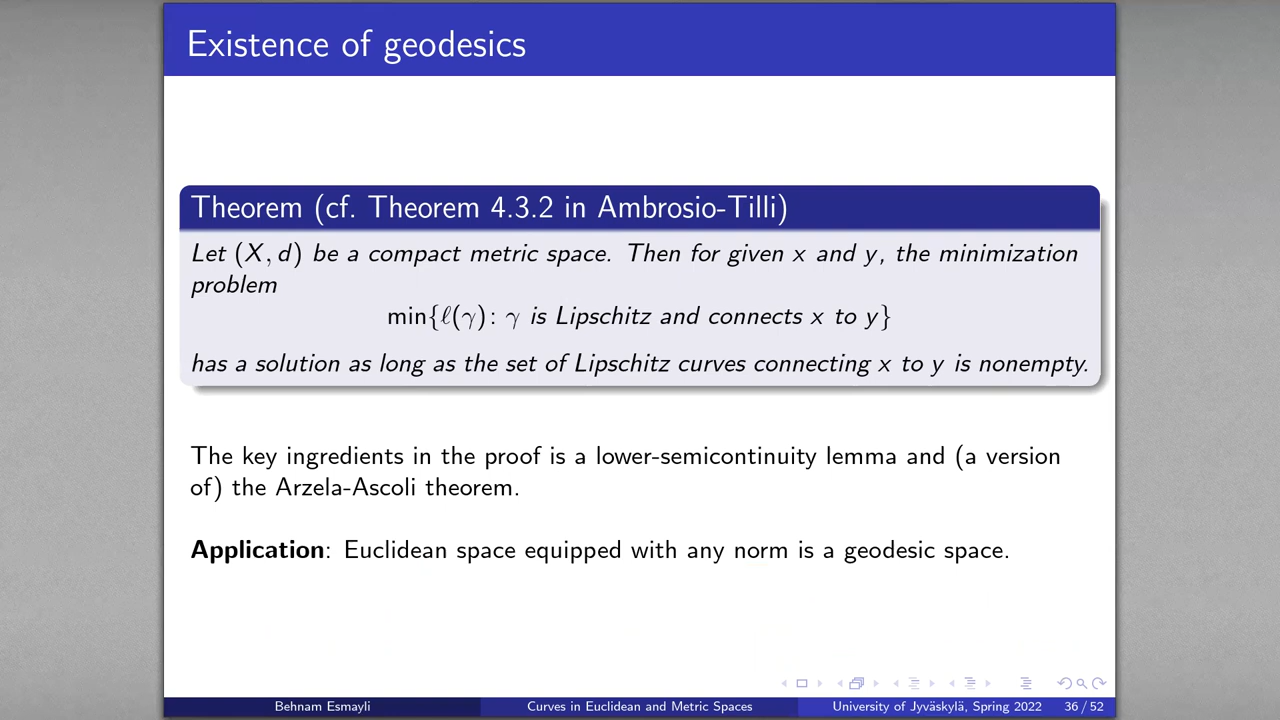 Existence of geodesics
Theorem (cf. Theorem 4.3.2 in Ambrosio-Tilli)
Let (X, d) be a compact metric space. Then for given x and y, the minimization
problem
min{ℓ(γ): γ is Lipschitz and connects x to y}
has a solution as long as the set of Lipschitz curves connecting x to y is nonempty.
The key ingredients in the proof is a lower-semicontinuity lemma and (a version
of) the Arzela-Ascoli theorem.
Application: Euclidean space equipped with any norm is a geodesic space.
Behnam Esmayli Curves in Euclidean and Metric Spaces University of Jyväskylä, Spring 2022 36 / 52